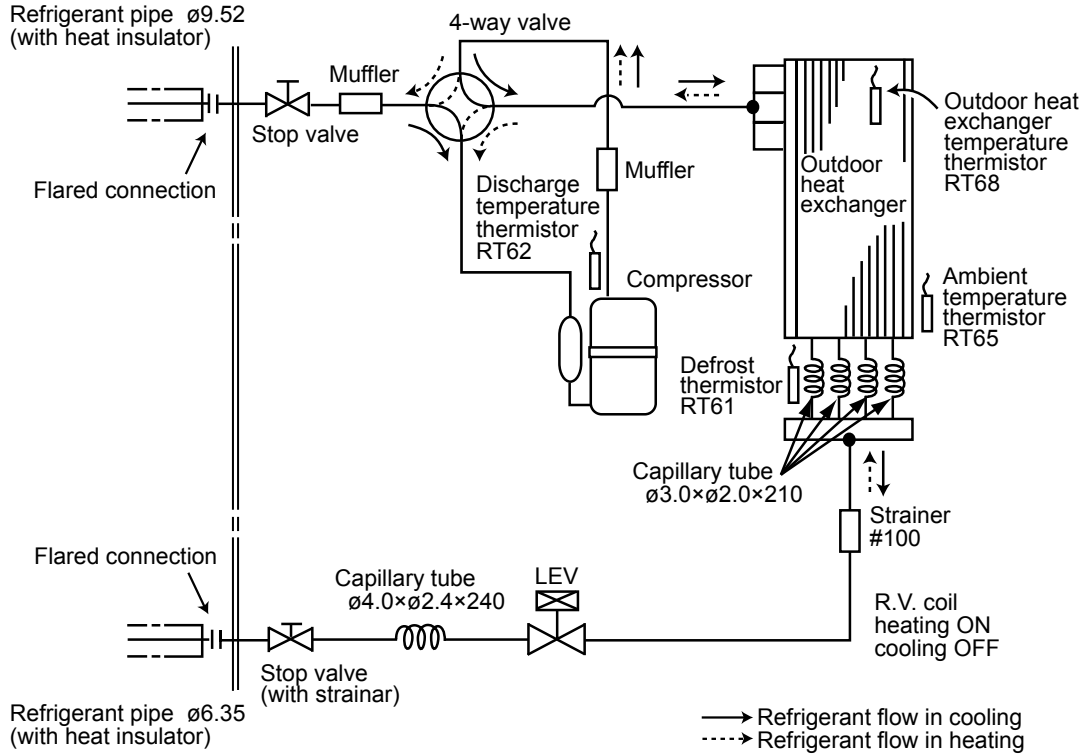 Refrigerant pipe ø9.52
(with heat insulator)
4-way valve
Muffler
Stop valve
Flared connection
Discharge
temperature
thermistor
RT62
Muffler
Compressor
Outdoor
heat
exchanger
Outdoor heat
exchanger
temperature
thermistor
RT68
Ambient
temperature
thermistor
RT65
Defrost
thermistor
RT61
Capillary tube
ø3.0×ø2.0×210
Strainer
#100
Flared connection
Capillary tube
ø4.0×ø2.4×240
LEV
R.V. coil
heating ON
cooling OFF
Stop valve
(with strainar)
Refrigerant pipe ø6.35
(with heat insulator)
Refrigerant flow in cooling
Refrigerant flow in heating